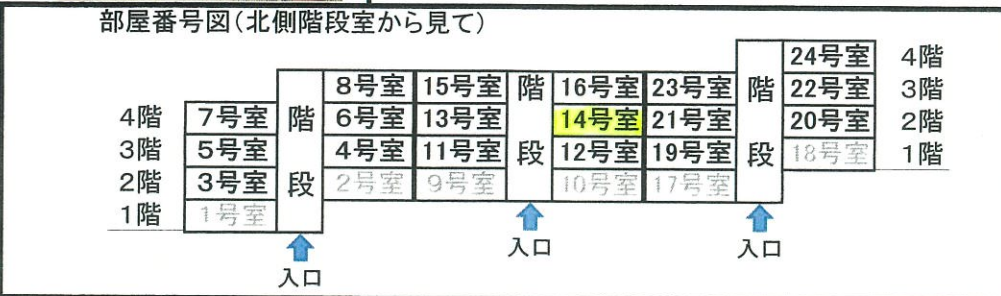 部屋番号図(北側階段室から見て)
24号室 4階
8号室 15号室 階 16号室 23号室 階 22号室 3階
4階 7号室 階 6号室 13号室 14号室 21号室 20号室 2階
3階 5号室 4号室 11号室 段 12号室 19号室 段 18号室 1階
2階 3号室 段 2号室 9号室 10号室 17号室
1階 1号室
入口 入口
入口